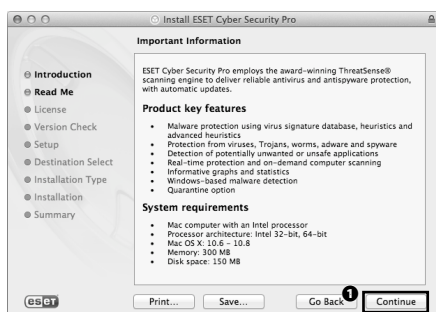 Install ESET Cyber Security Pro
Important Information
Introduction
Read Me
License
Version Check
Setup
Destination Select
Installation Type
Installation
Summary
ESET Cyber Security Pro employs the award-winning ThreatSense®
scanning engine to deliver reliable antivirus and antispyware protection,
with automatic updates.
Product key features
• Malware protection using virus signature database, heuristics and
advanced heuristics
• Protection from viruses, Trojans, worms, adware and spyware
• Detection of potentially unwanted or unsafe applications
• Real-time protection and on-demand computer scanning
• Informative graphs and statistics
• Windows-based malware detection
• Quarantine option
System requirements
• Mac computer with an Intel processor
• Processor architecture: Intel 32-bit, 64-bit
• Mac OS X: 10.6 - 10.8
• Memory: 300 MB
• Disk space: 150 MB
eset
Print...
Save...
Go Back
1
Continue